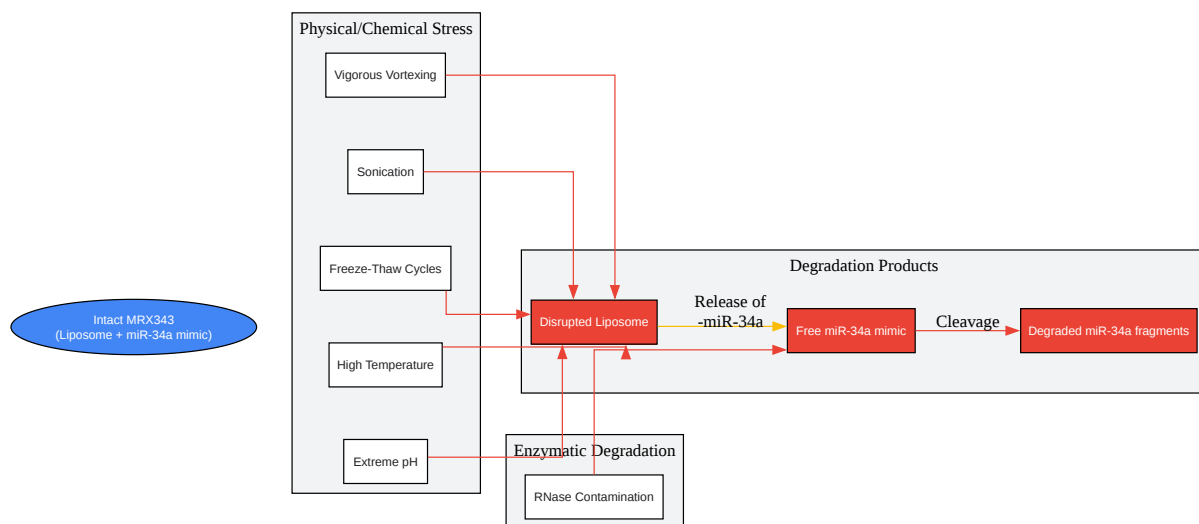 Physical/Chemical Stress
Vigorous Vortexing
Sonication
Freeze-Thaw Cycles
High Temperature
Extreme pH
Intact MRX343
(Liposome + miR-34a mimic)
Degradation Products
Disrupted Liposome
Release of
-miR-34a
Free miR-34a mimic
Cleavage
Degraded miR-34a fragments
Enzymatic Degradation
RNase Contamination